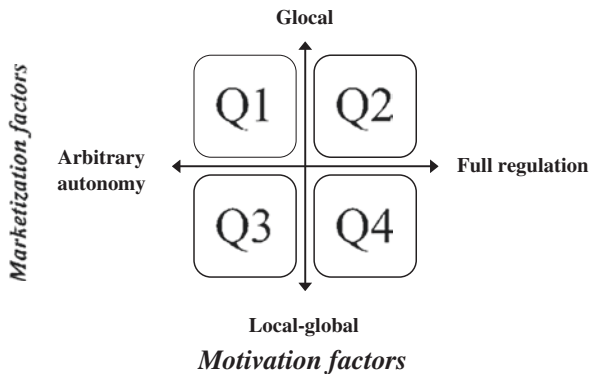 Glocal
Marketization factors
Q1 Q2
Arbitrary
autonomy
Full regulation
Q3 Q4
Local-global
Motivation factors